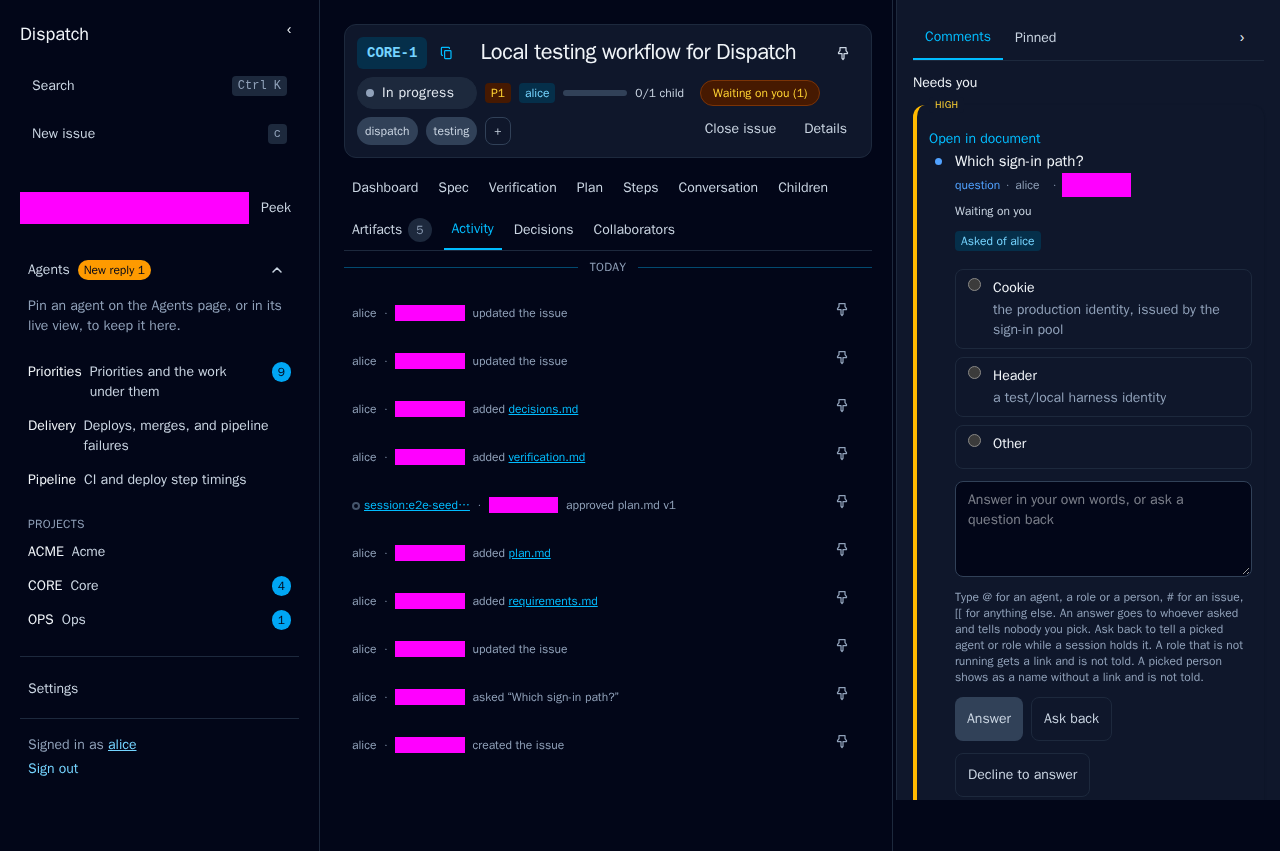 Dispatch
Search
Ctrl K
New issue
C
Peek
Agents
New reply 1
Pin an agent on the Agents page, or in its
live view, to keep it here.
Priorities Priorities and the work
under them
9
Delivery Deploys, merges, and pipeline
failures
Pipeline CI and deploy step timings
PROJECTS
ACME Acme
CORE Core
4
OPS Ops
1
Settings
Signed in as alice
Sign out
CORE-1
Local testing workflow for Dispatch
In progress
P1
alice
0/1 child
Waiting on you (1)
dispatch
testing
+
Close issue
Details
Dashboard
Spec
Verification
Plan
Steps
Conversation
Children
Artifacts 5
Activity
Decisions
Collaborators
TODAY
alice · updated the issue
alice · updated the issue
alice · added decisions.md
alice · added verification.md
session:e2e-seed··· · approved plan.md v1
alice · added plan.md
alice · added requirements.md
alice · updated the issue
alice · asked “Which sign-in path?”
alice · created the issue
Comments
Pinned
Needs you
HIGH
Open in document
Which sign-in path?
question · alice ·
Waiting on you
Asked of alice
Cookie
the production identity, issued by the
sign-in pool
Header
a test/local harness identity
Other
Answer in your own words, or ask a
question back
Type @ for an agent, a role or a person, # for an issue,
[[ for anything else. An answer goes to whoever asked
and tells nobody you pick. Ask back to tell a picked
agent or role while a session holds it. A role that is not
running gets a link and is not told. A picked person
shows as a name without a link and is not told.
Answer
Ask back
Decline to answer